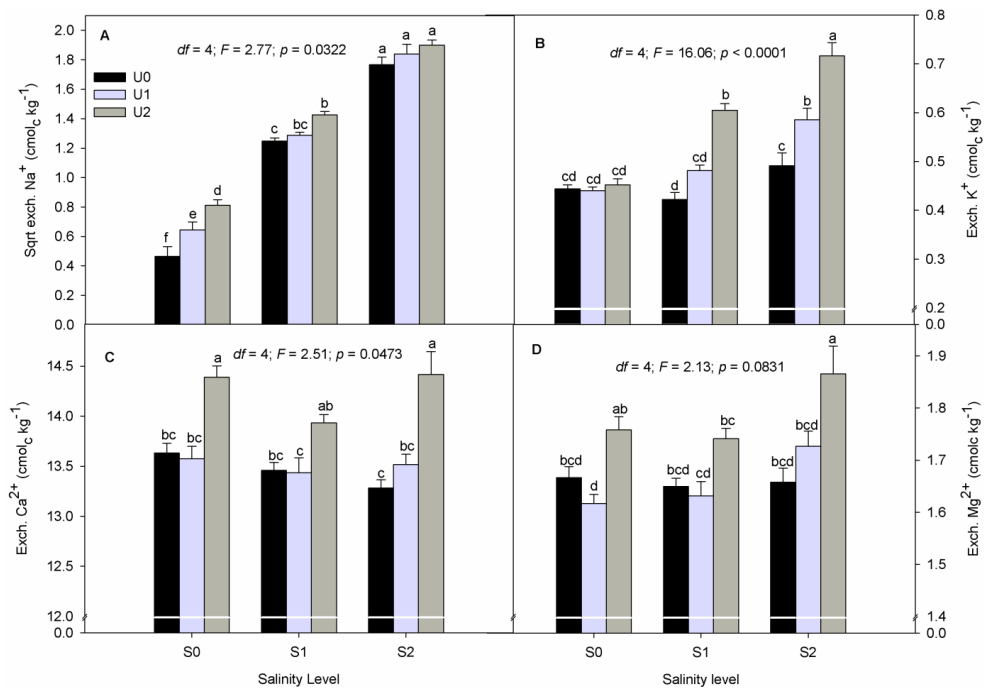 A
df = 4; F = 2.77; p = 0.0322
U0
U1
U2
Sqrt exch. Na+ (cmolc kg-1)
2.0
1.8
1.6
1.4
1.2
1.0
0.8
0.6
0.4
0.2
0.0
f
e
d
c
bc
b
a
a
a
B
df = 4; F = 16.06; p < 0.0001
Exch. K+ (cmolc kg-1)
0.8
0.7
0.6
0.5
0.4
0.3
0.2
0.0
cd
cd
cd
d
cd
b
c
b
a
C
df = 4; F = 2.51; p = 0.0473
Exch. Ca2+ (cmolc kg-1)
14.5
14.0
13.5
13.0
12.5
12.0
0.0
bc
bc
a
bc
bc
ab
c
bc
a
S0
S1
S2
Salinity Level
D
df = 4; F = 2.13; p = 0.0831
Exch. Mg2+ (cmolc kg-1)
1.9
1.8
1.7
1.6
1.5
1.4
0.0
bcd
d
ab
bcd
cd
bc
bcd
bcd
a
S0
S1
S2
Salinity level